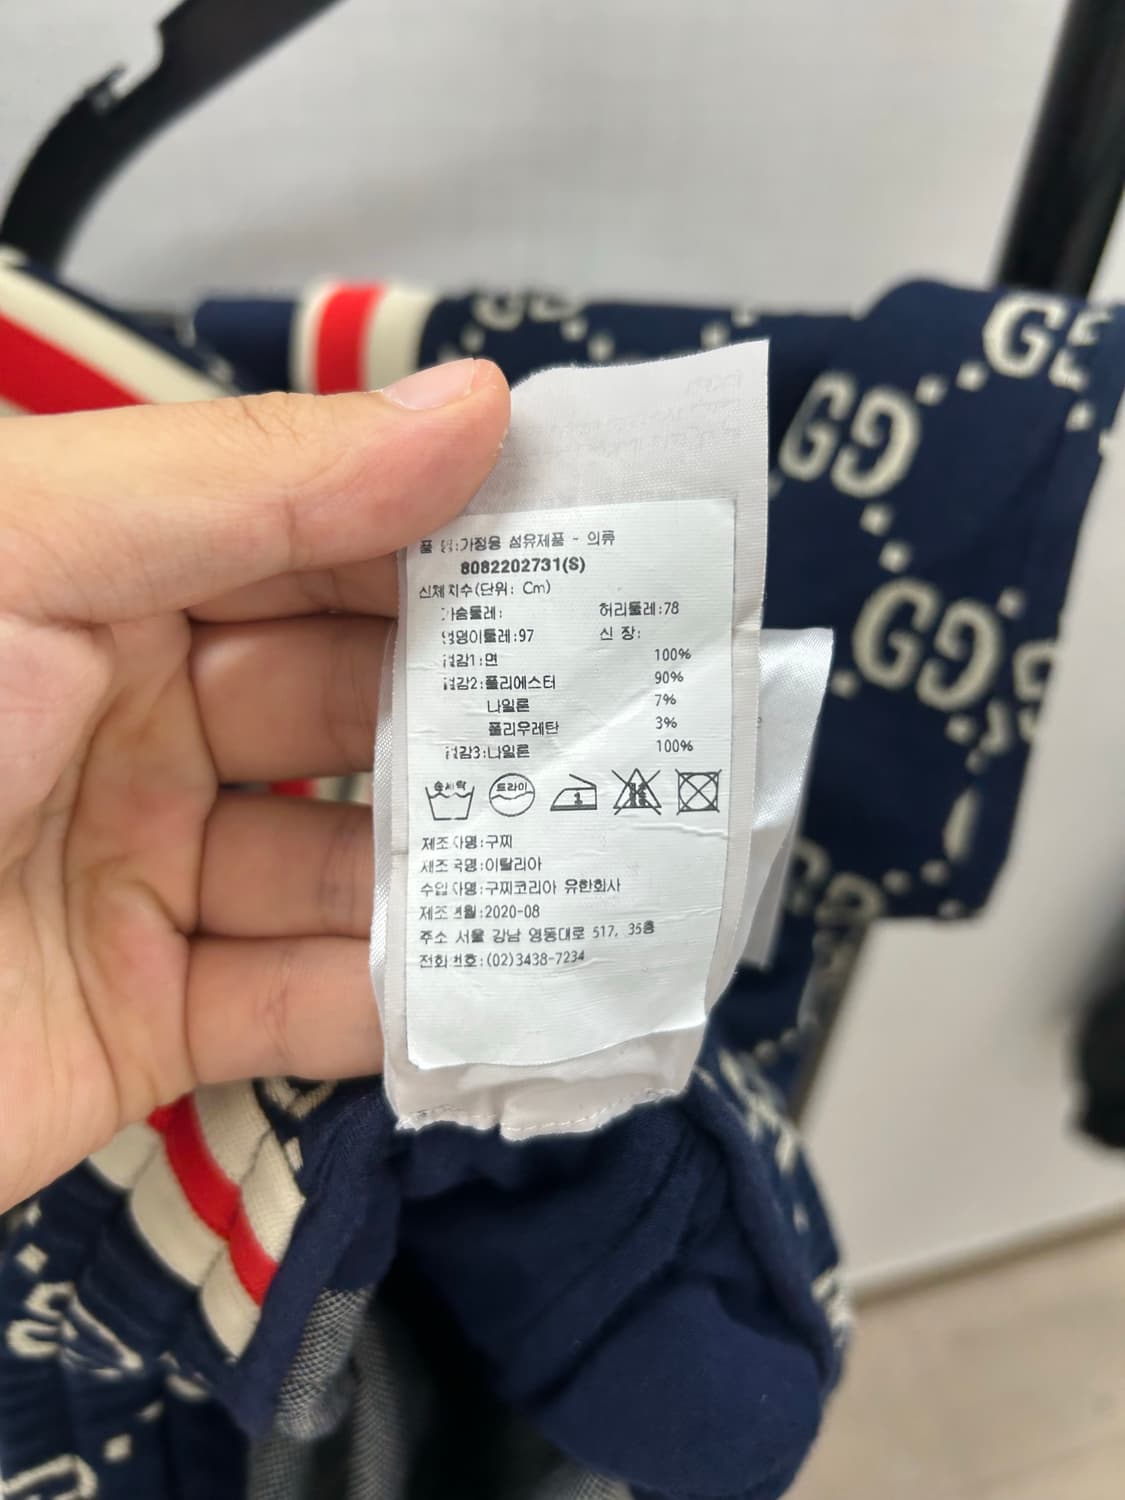 품 명:가정용 섬유제품 - 의류
8082202731(S)
신체 치수(단위: Cm)
가슴둘레: 허리둘레:78
엉덩이둘레:97 신 장:
겉감1:면 100%
겉감2:폴리에스터 90%
나일론 7%
폴리우레탄 3%
겉감3:나일론 100%
손세탁 드라이 1
제조자명:구찌
제조국명:이탈리아
수입자명:구찌코리아 유한회사
제조년월:2020-08
주소 서울 강남 영동대로 517, 35층
전화번호:(02)3438-7234
GG
GG
GG
GG